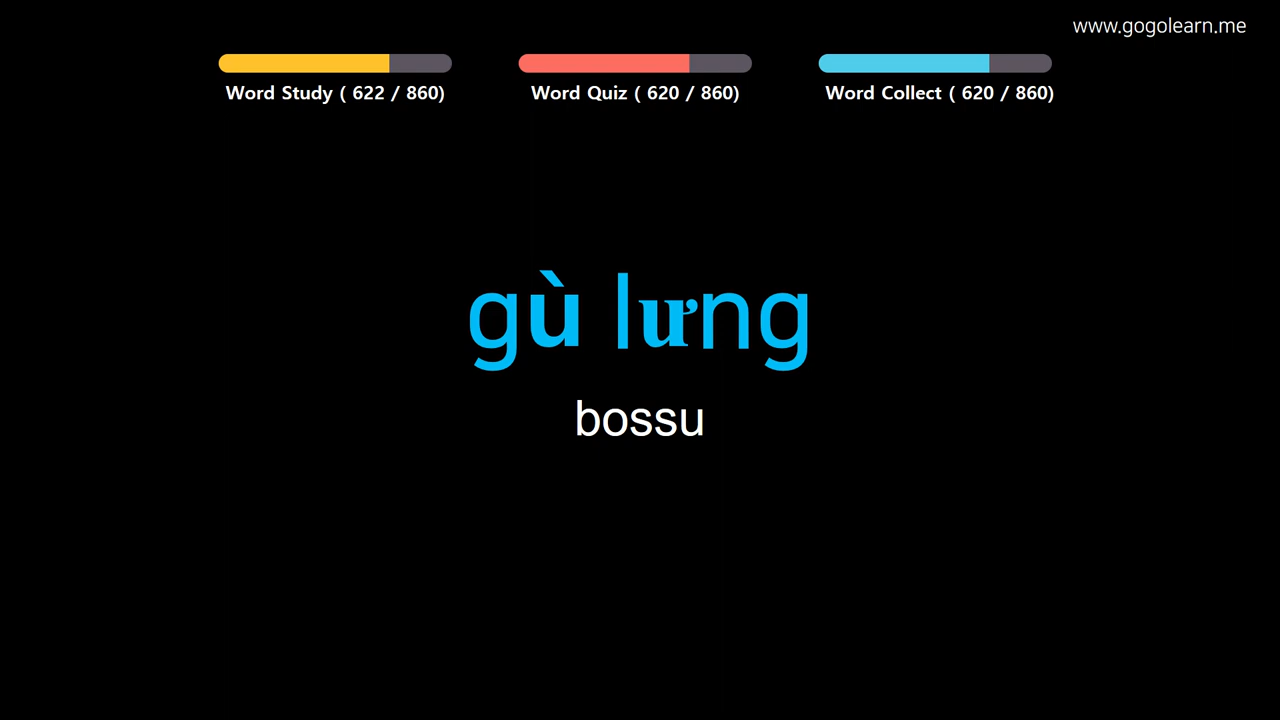 www.gogolearn.me
Word Study ( 622 / 860)
Word Quiz ( 620 / 860)
Word Collect ( 620 / 860)
gù lưng
bossu